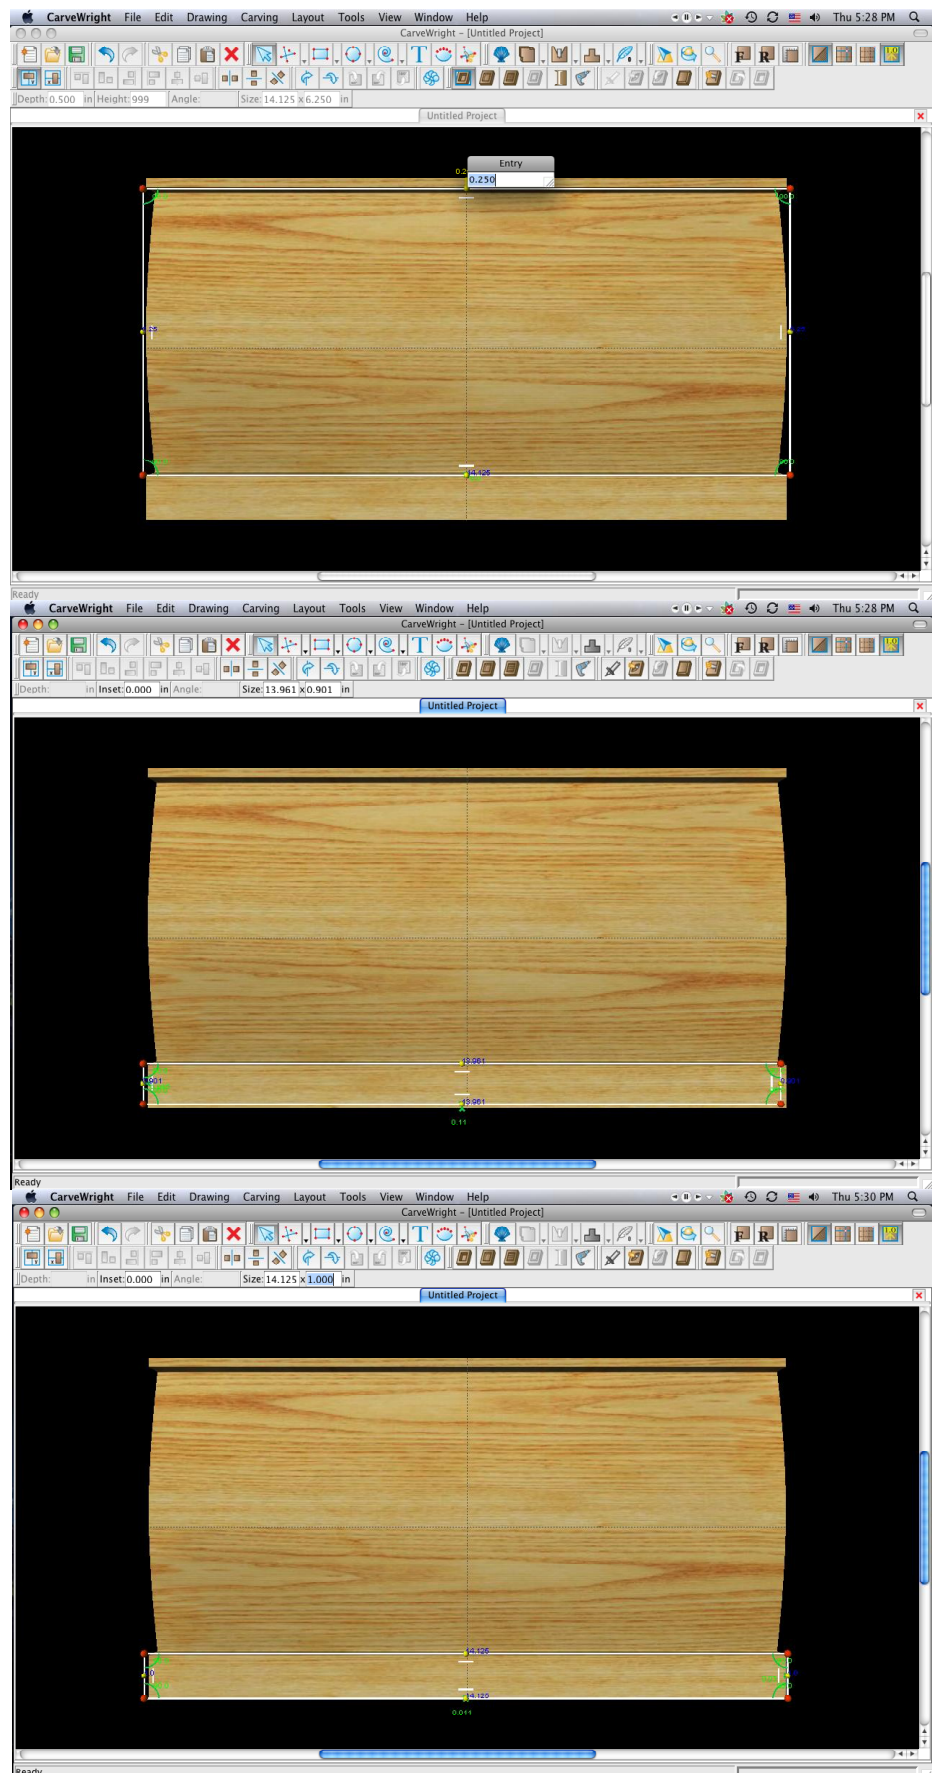 CarveWright File Edit Drawing Carving Layout Tools View Window Help Thu 5:28 PM
CarveWright - [Untitled Project]
Depth: 0.500 in Height: 999 Angle: Size: 14.125 x 6.250 in
Untitled Project
Entry
0.250
14.125
Ready
CarveWright File Edit Drawing Carving Layout Tools View Window Help Thu 5:28 PM
CarveWright - [Untitled Project]
Depth: in Inset: 0.000 in Angle: Size: 13.961 x 0.901 in
Untitled Project
13.961
13.961
0.11
Ready
CarveWright File Edit Drawing Carving Layout Tools View Window Help Thu 5:30 PM
CarveWright - [Untitled Project]
Depth: in Inset: 0.000 in Angle: Size: 14.125 x 1.000 in
Untitled Project
14.125
14.125
0.011
Ready